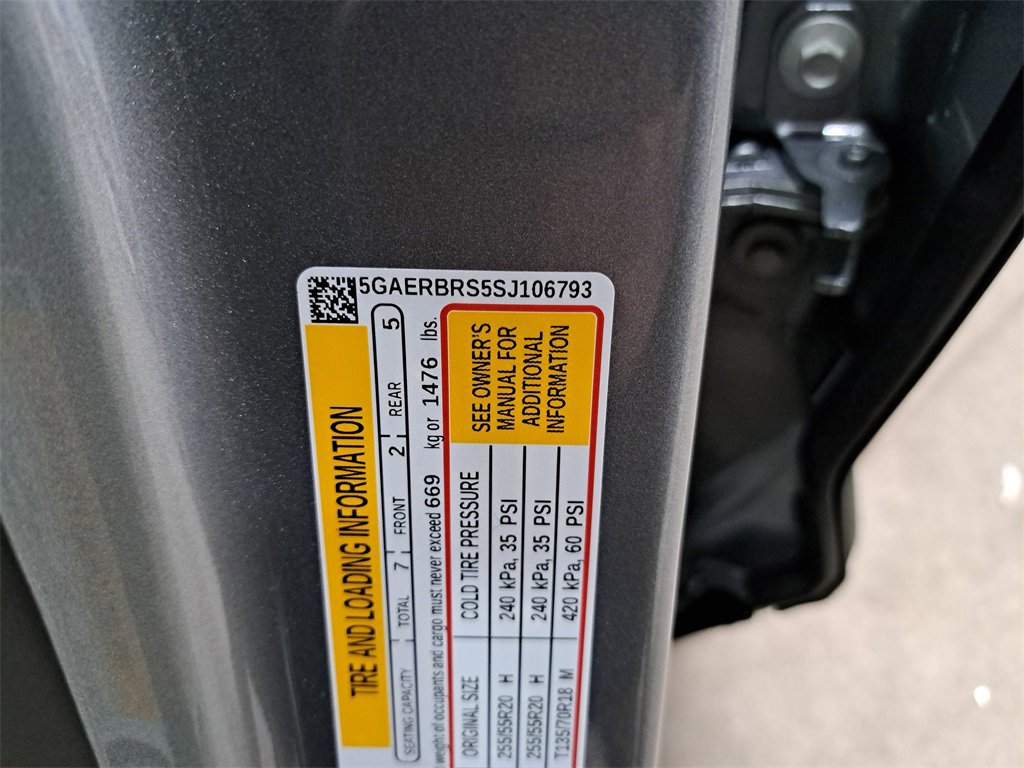 5GAERBRS5SJ106793
TIRE AND LOADING INFORMATION
SEATING CAPACITY TOTAL 7 FRONT 2 REAR 5
weight of occupants and cargo must never exceed 669 kg or 1476 lbs.
ORIGINAL SIZE COLD TIRE PRESSURE
255/55R20 H 240 kPa, 35 PSI
255/55R20 H 240 kPa, 35 PSI
T135/70R18 M 420 kPa, 60 PSI
SEE OWNER'S
MANUAL FOR
ADDITIONAL
INFORMATION